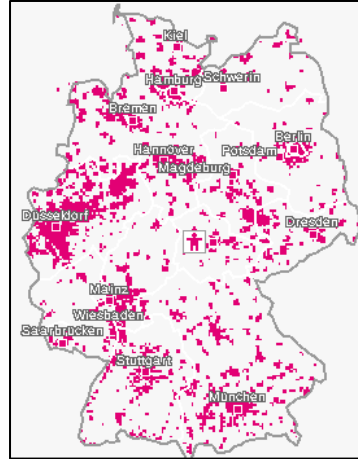 Kiel
Hamburg
Schwerin
Bremen
Berlin
Hannover
Potsdam
Magdeburg
Düsseldorf
Dresden
Mainz
Wiesbaden
Saarbrücken
Stuttgart
München